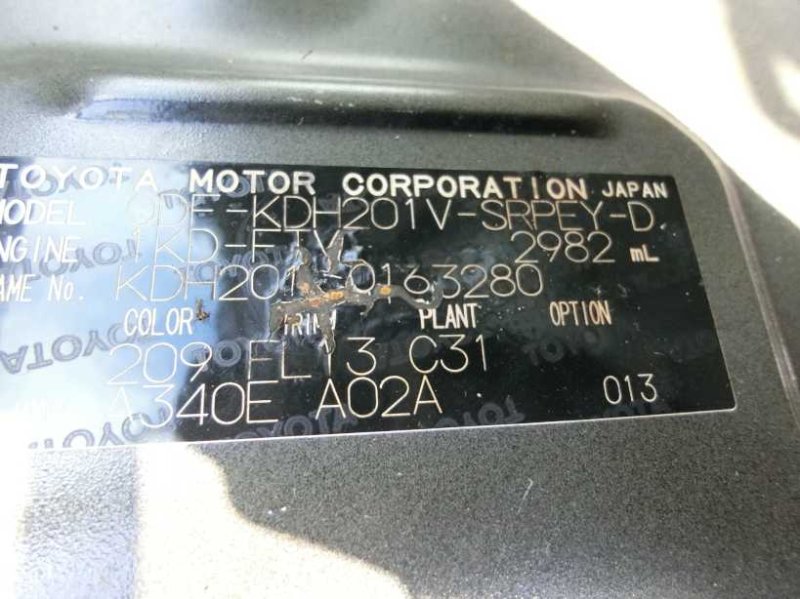 TOYOTA MOTOR CORPORATION JAPAN
MODEL QDF-KDH201V-SRPEY-D
ENGINE 1KD-FTV 2982 mL
FRAME No. KDH201 0163280
COLOR TRIM PLANT OPTION
209 FL13 C31
A340E A02A 013